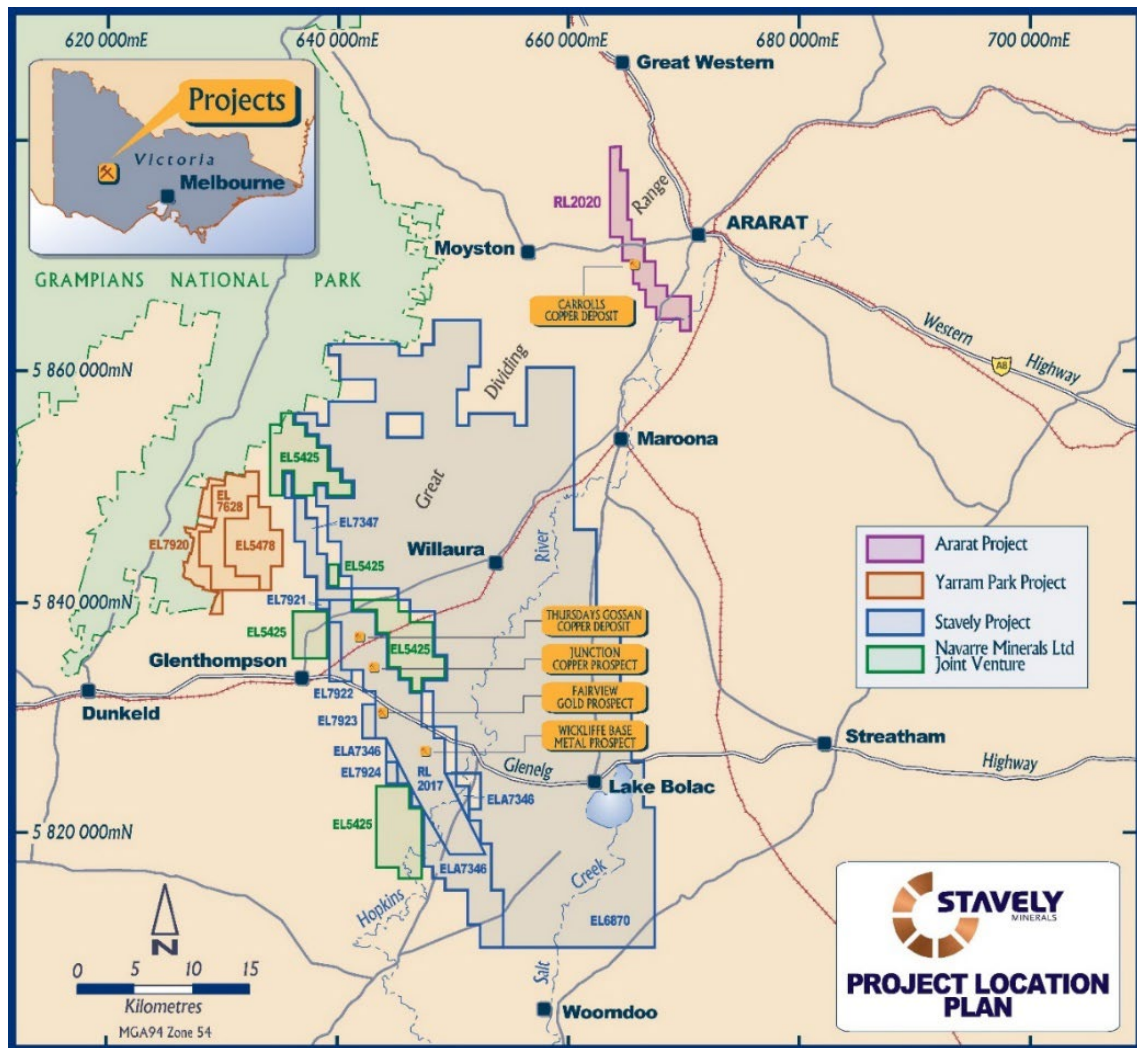 620 000mE
640 000mE
660 000mE
680 000mE
700 000mE
Great Western
Projects
Victoria
Melbourne
RL2020
Range
ARARAT
Moyston
GRAMPIANS NATIONAL PARK
CARROLLS
COPPER DEPOSIT
Western
Highway
A8
5 860 000mN
Dividing
Great
Maroona
EL5425
EL
7628
EL7347
EL7920
EL5478
Willaura
River
EL5425
Ararat Project
Yarram Park Project
Stavely Project
Navarre Minerals Ltd
Joint Venture
5 840 000mN
EL7921
EL5425
THURSDAYS GOSSAN
COPPER DEPOSIT
EL5425
JUNCTION
COPPER PROSPECT
Glenthompson
EL7922
FAIRVIEW
GOLD PROSPECT
Dunkeld
EL7923
WICKLIFFE BASE
METAL PROSPECT
Streatham
ELA7346
EL7924
RL
2017
Glenelg
Highway
Lake Bolac
ELA7346
EL5425
5 820 000mN
ELA7346
Creek
Hopkins
EL6870
Salt
N
0 5 10 15
Kilometres
MGA94 Zone 54
Woorndoo
STAVELY
MINERALS
PROJECT LOCATION
PLAN